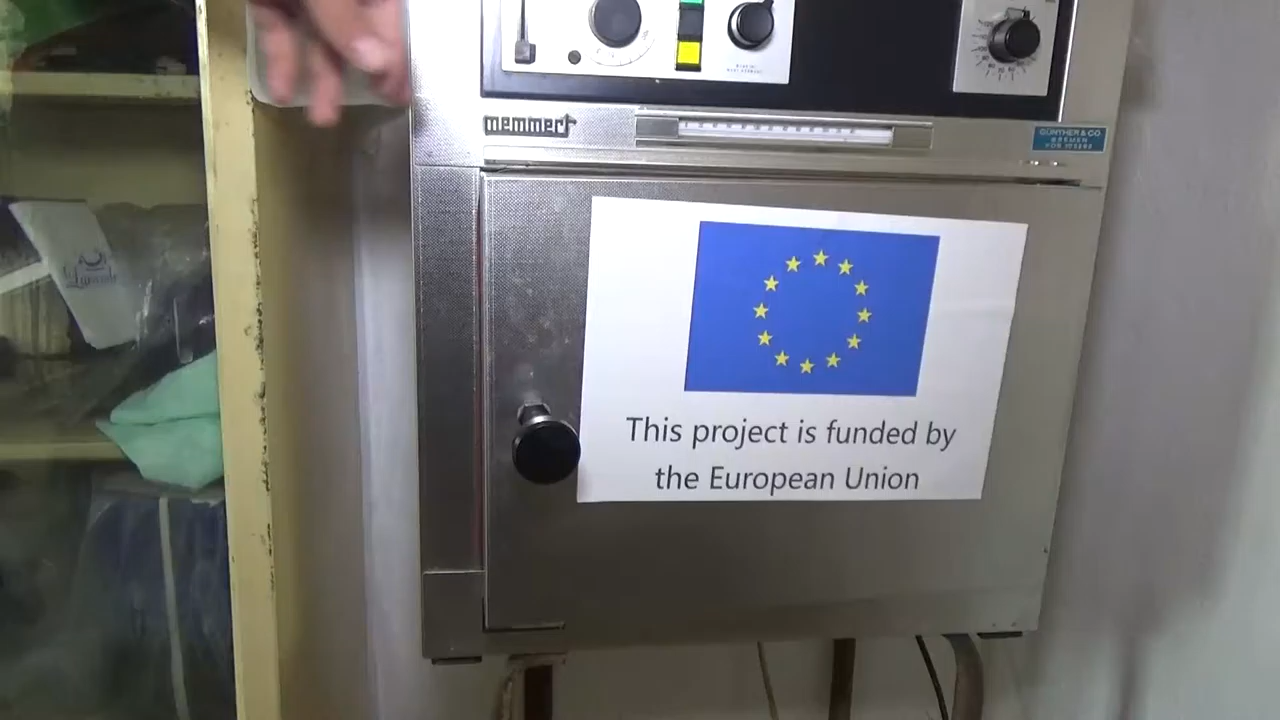 memmert
GÜNTHER & CO
BREMEN
This project is funded by
the European Union